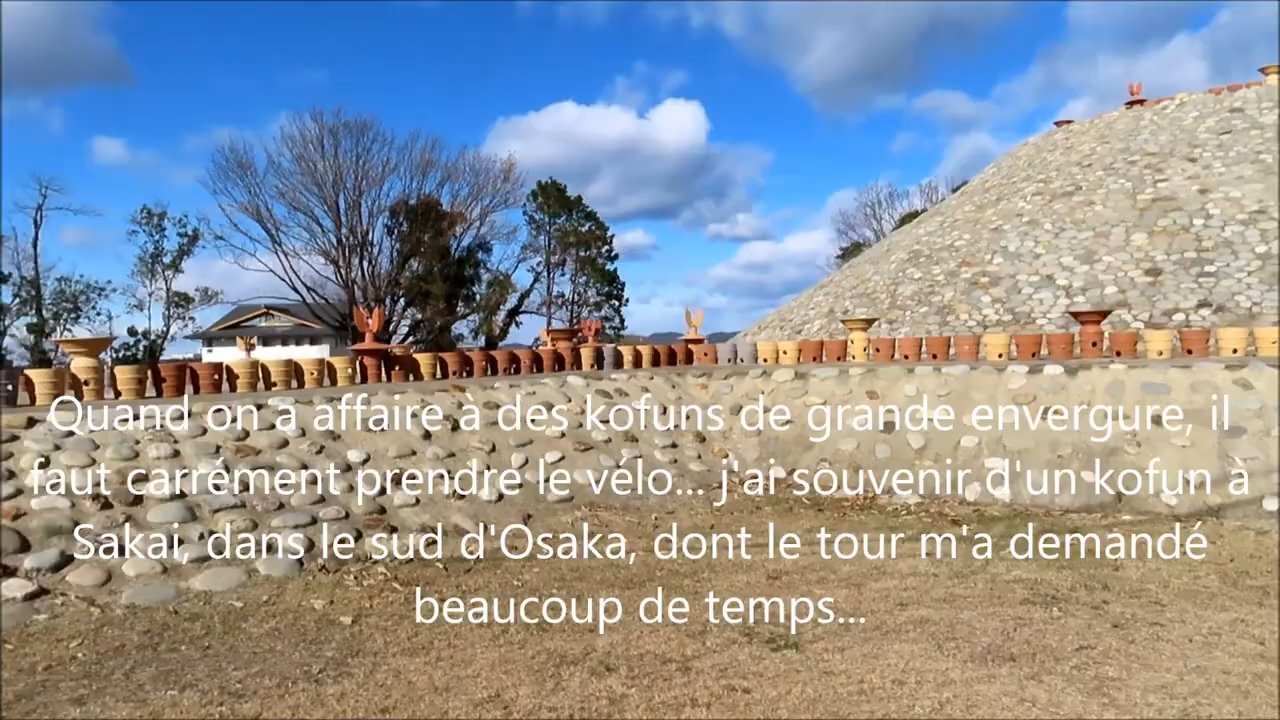 Quand on a affaire à des kofuns de grande envergure, il
faut carrément prendre le vélo... j'ai souvenir d'un kofun à
Sakai, dans le sud d'Osaka, dont le tour m'a demandé
beaucoup de temps...